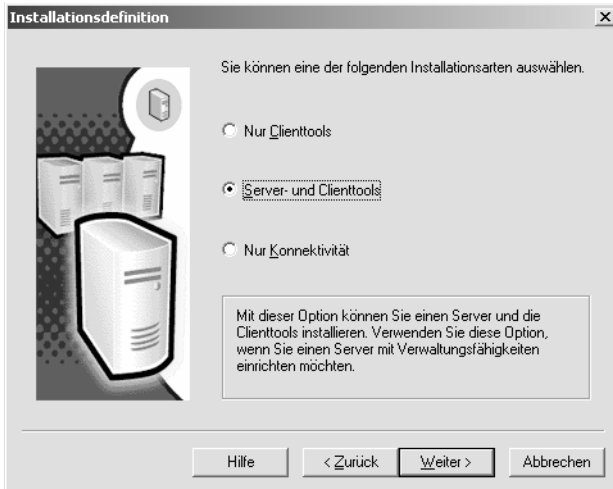 Installationsdefinition
Sie können eine der folgenden Installationsarten auswählen.
Nur Clienttools
Server- und Clienttools
Nur Konnektivität
Mit dieser Option können Sie einen Server und die
Clienttools installieren. Verwenden Sie diese Option,
wenn Sie einen Server mit Verwaltungsfähigkeiten
einrichten möchten.
Hilfe
< Zurück
Weiter >
Abbrechen